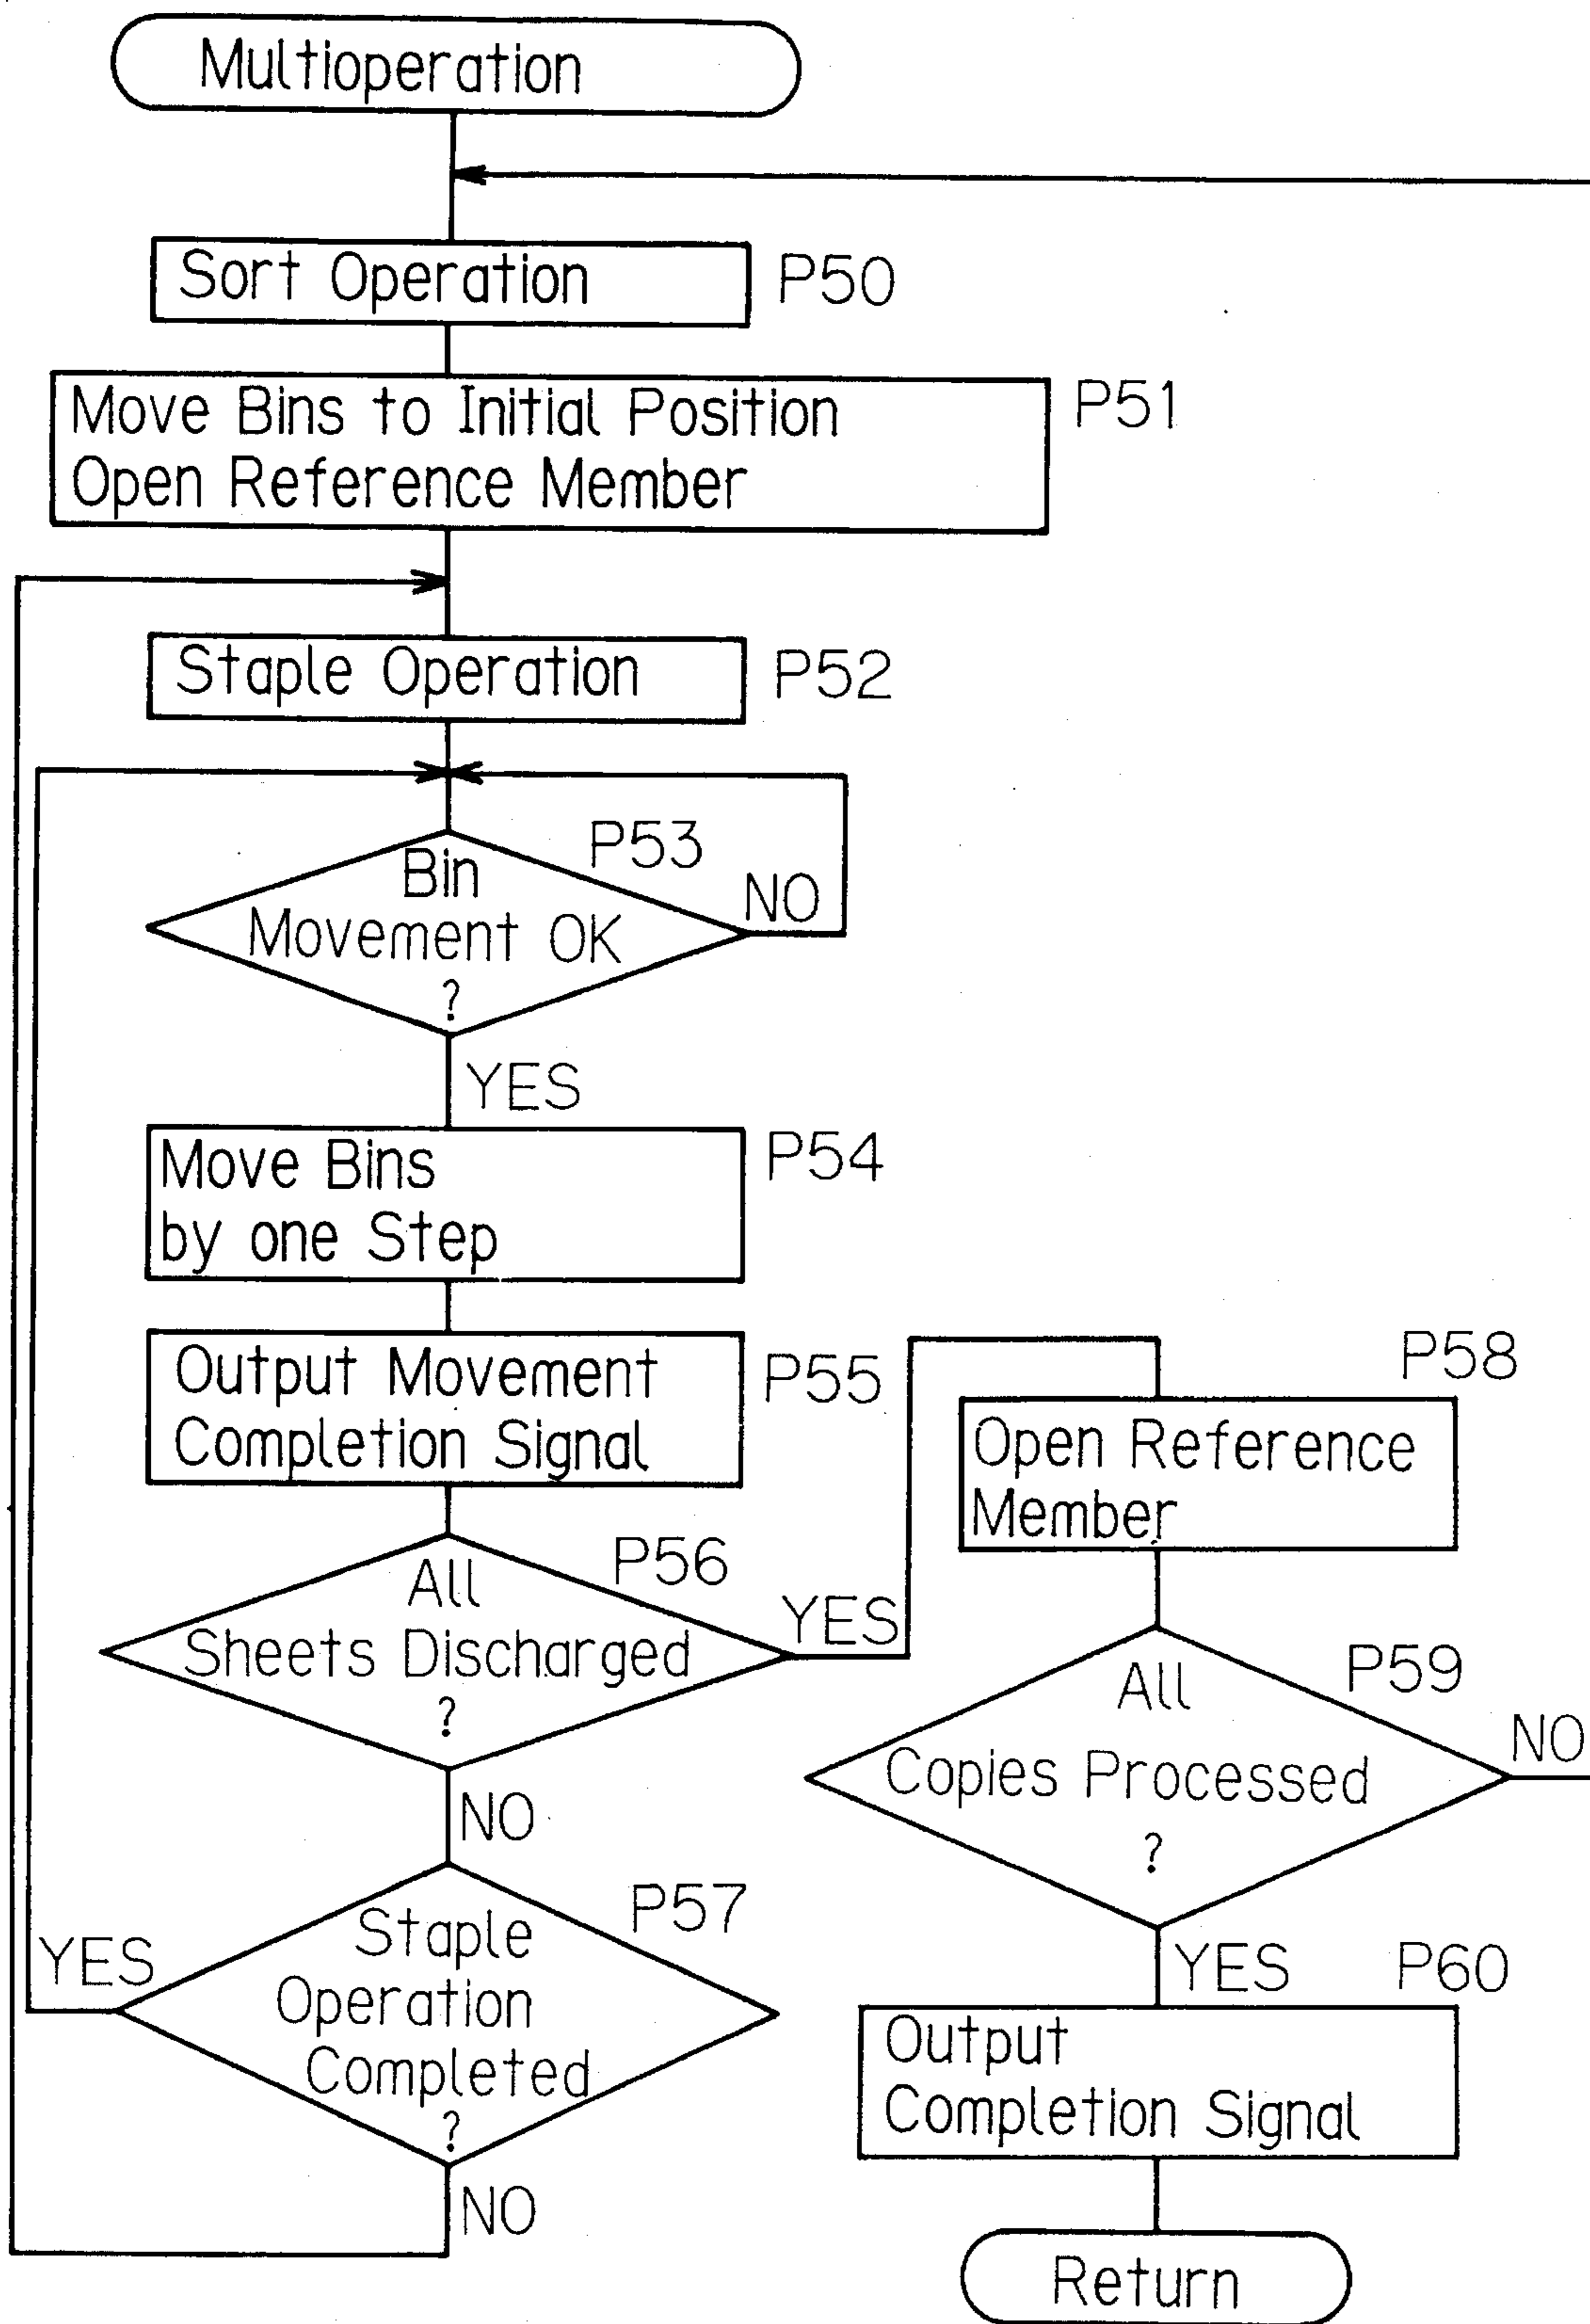 Multioperation
Sort Operation
P50
Move Bins to Initial Position
Open Reference Member
P51
Staple Operation
P52
P53
Bin
Movement OK
?
NO
YES
Move Bins
by one Step
P54
Output Movement
Completion Signal
P55
P56
All
Sheets Discharged
?
YES
NO
P57
Staple
Operation
Completed
?
YES
NO
P58
Open Reference
Member
P59
All
Copies Processed
?
NO
YES
P60
Output
Completion Signal
Return